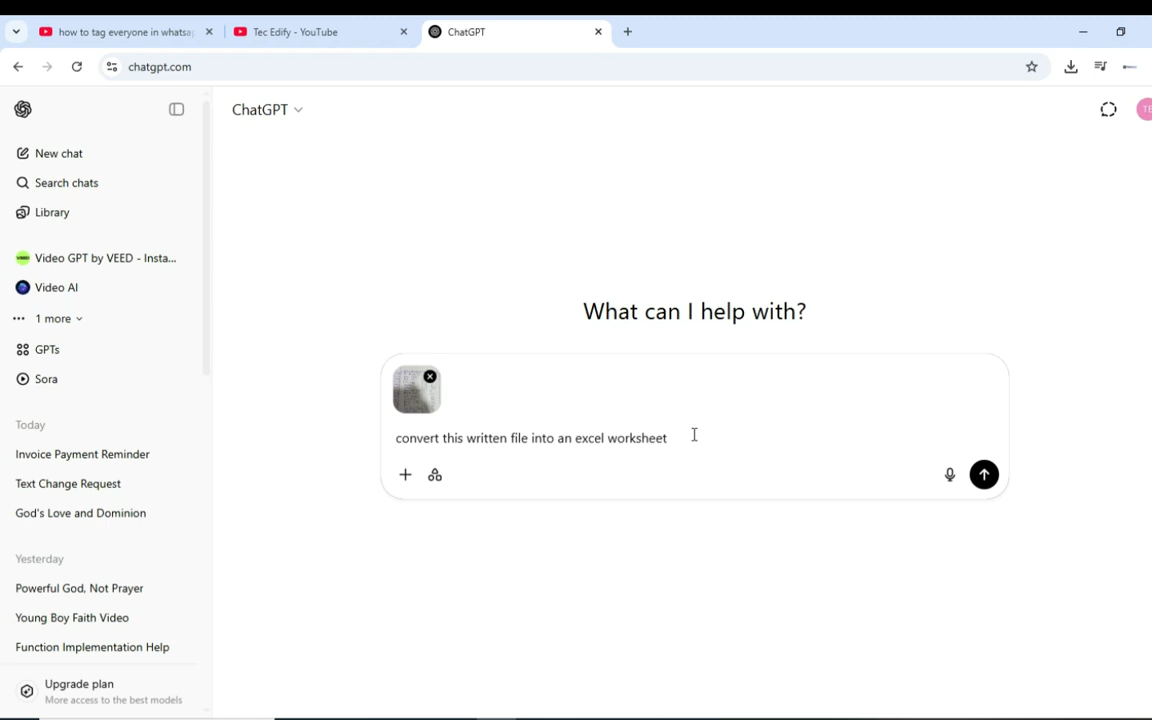 how to tag everyone in whatsa
Tec Edify - YouTube
ChatGPT
chatgpt.com
ChatGPT
New chat
Search chats
Library
Video GPT by VEED - Insta...
Video AI
1 more
GPTs
Sora
Today
Invoice Payment Reminder
Text Change Request
God's Love and Dominion
Yesterday
Powerful God, Not Prayer
Young Boy Faith Video
Function Implementation Help
Upgrade plan
More access to the best models
What can I help with?
convert this written file into an excel worksheet